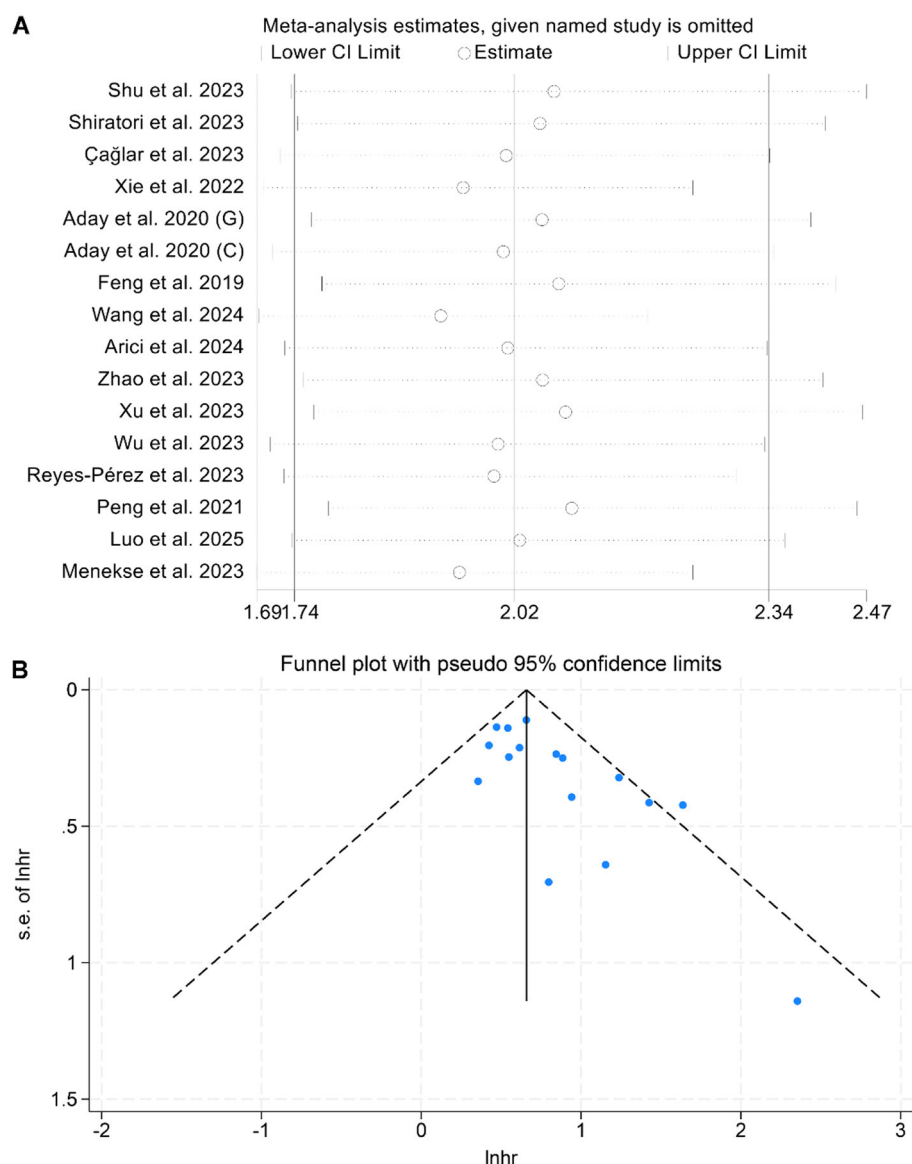 A
Meta-analysis estimates, given named study is omitted
Lower CI Limit Estimate Upper CI Limit
Shu et al. 2023
Shiratori et al. 2023
Çağlar et al. 2023
Xie et al. 2022
Aday et al. 2020 (G)
Aday et al. 2020 (C)
Feng et al. 2019
Wang et al. 2024
Arici et al. 2024
Zhao et al. 2023
Xu et al. 2023
Wu et al. 2023
Reyes-Pérez et al. 2023
Peng et al. 2021
Luo et al. 2025
Menekse et al. 2023
1.691.74 2.02 2.34 2.47
B
Funnel plot with pseudo 95% confidence limits
0
.5
1
1.5
s.e. of lnhr
-2 -1 0 1 2 3
lnhr